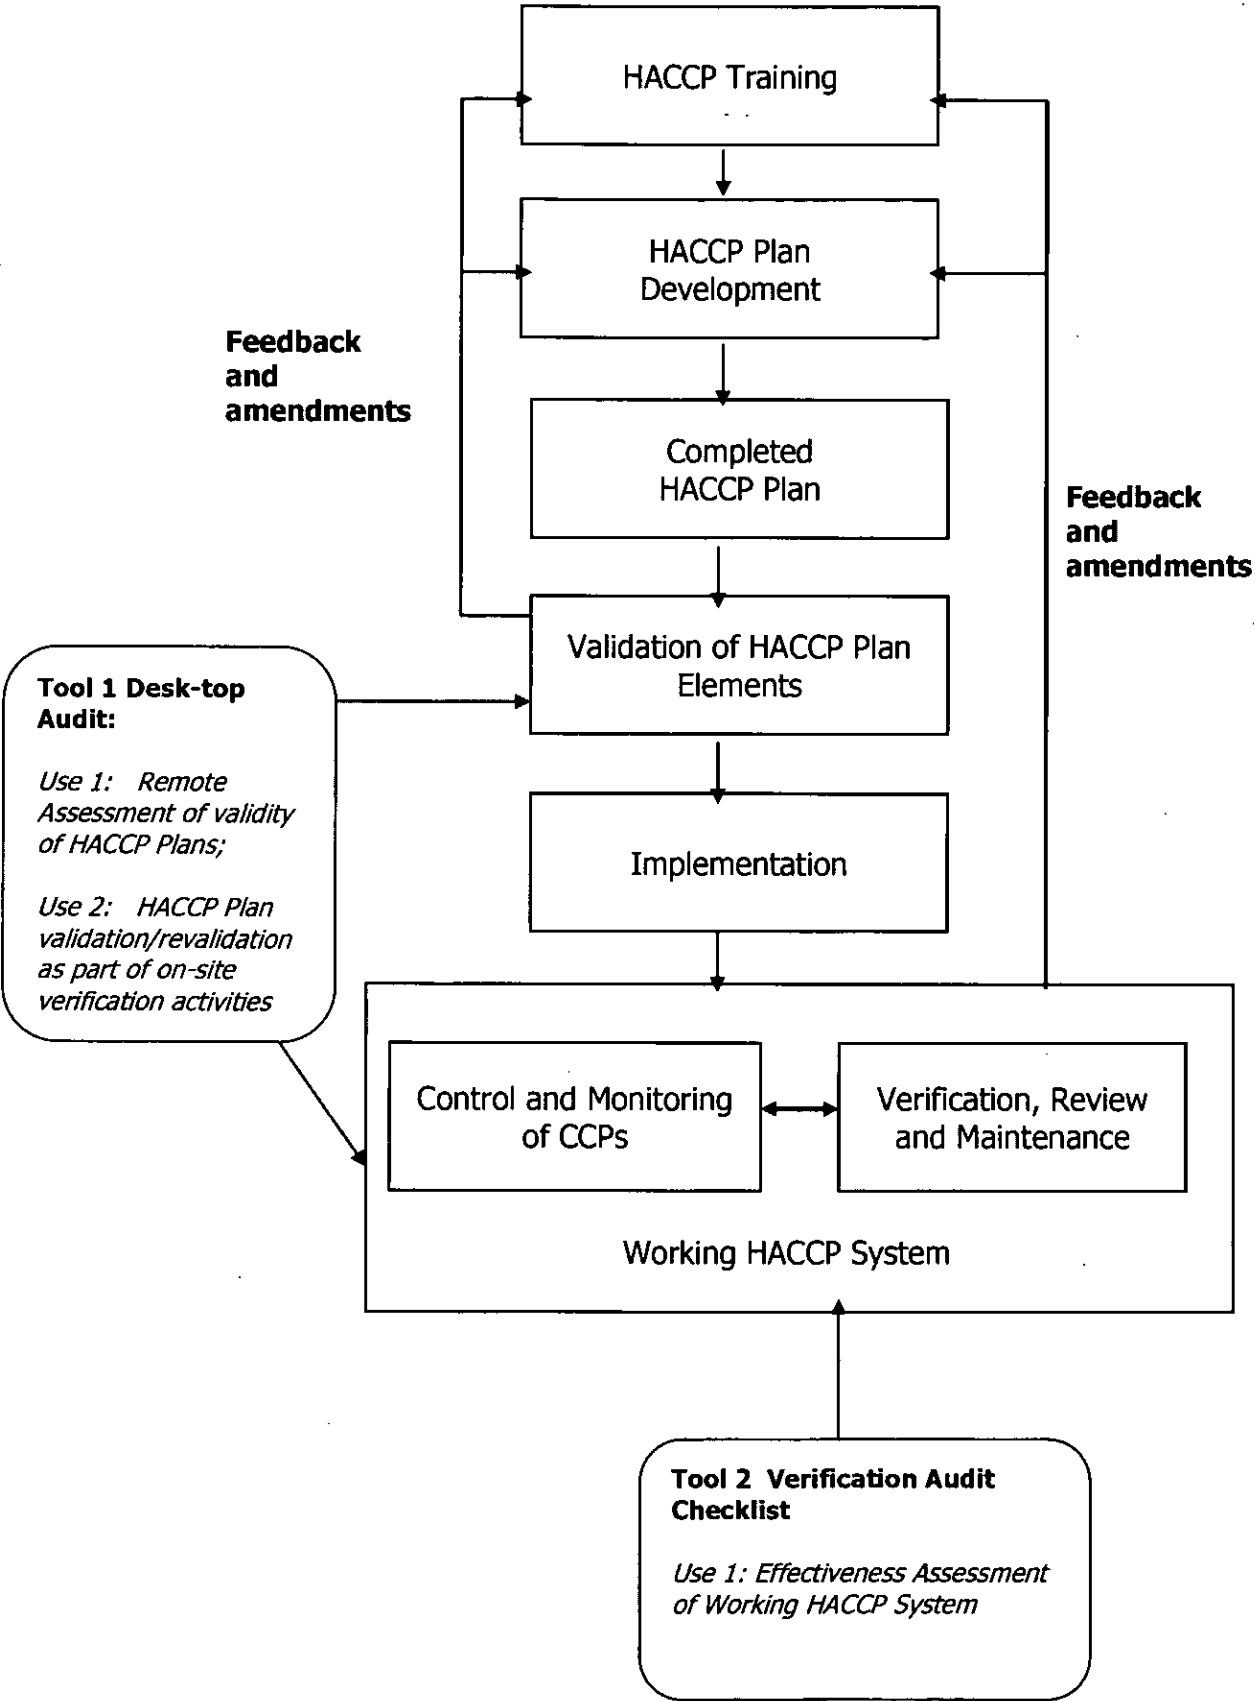 HACCP Training
HACCP Plan
Development
Feedback
and
amendments
Completed
HACCP Plan
Feedback
and
amendments
Validation of HACCP Plan
Elements
Tool 1 Desk-top
Audit:
Use 1: Remote
Assessment of validity
of HACCP Plans;
Use 2: HACCP Plan
validation/revalidation
as part of on-site
verification activities
Implementation
Control and Monitoring
of CCPs
Verification, Review
and Maintenance
Working HACCP System
Tool 2 Verification Audit
Checklist
Use 1: Effectiveness Assessment
of Working HACCP System